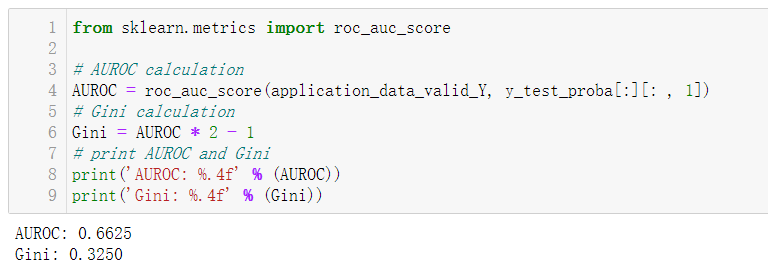 1 from sklearn.metrics import roc_auc_score
2
3 # AUROC calculation
4 AUROC = roc_auc_score(application_data_valid_Y, y_test_proba[:][: , 1])
5 # Gini calculation
6 Gini = AUROC * 2 - 1
7 # print AUROC and Gini
8 print('AUROC: %.4f' % (AUROC))
9 print('Gini: %.4f' % (Gini))
AUROC: 0.6625
Gini: 0.3250